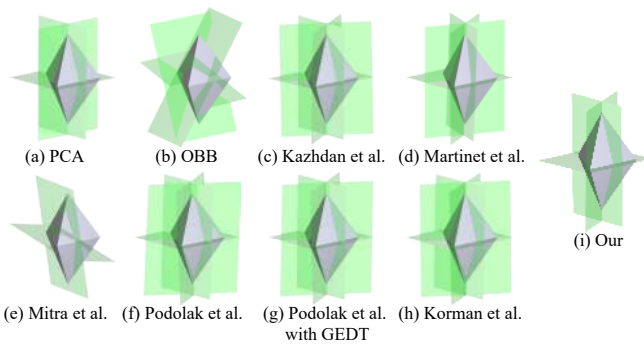 (a) PCA
(b) OBB
(c) Kazhdan et al.
(d) Martinet et al.
(i) Our
(e) Mitra et al.
(f) Podolak et al.
(g) Podolak et al.
with GEDT
(h) Korman et al.